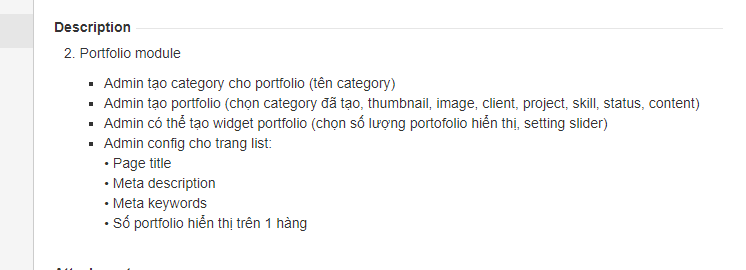 Description
2. Portfolio module
▪ Admin tạo category cho portfolio (tên category)
▪ Admin tạo portfolio (chọn category đã tạo, thumbnail, image, client, project, skill, status, content)
▪ Admin có thể tạo widget portfolio (chọn số lượng portofolio hiển thị, setting slider)
▪ Admin config cho trang list:
• Page title
• Meta description
• Meta keywords
• Số portfolio hiển thị trên 1 hàng